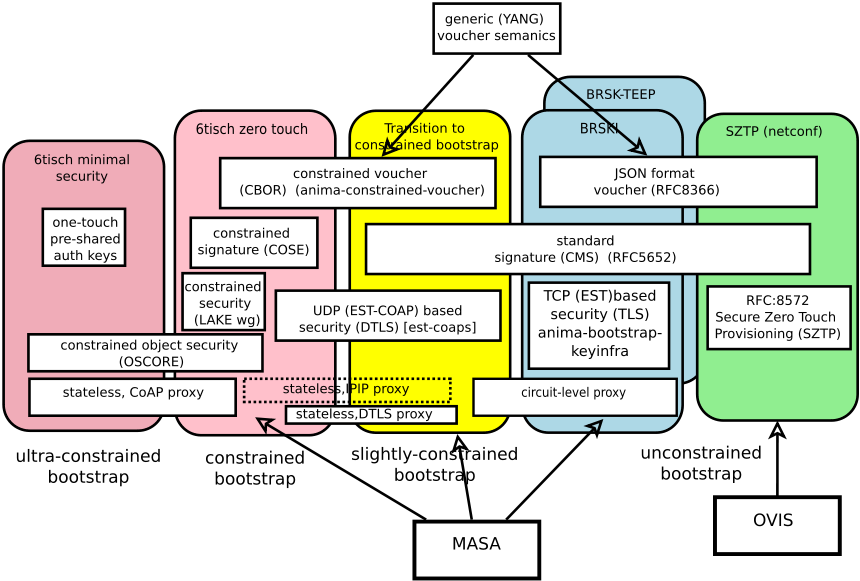 generic (YANG)
voucher semanics
BRSK-TEEP
6tisch zero touch
Transition to
constrained bootstrap
BRSKI
SZTP (netconf)
6tisch minimal
security
constrained voucher
(CBOR)  (anima-constrained-voucher)
JSON format
voucher (RFC8366)
one-touch
pre-shared
auth keys
constrained
signature (COSE)
standard
signature (CMS)  (RFC5652)
constrained
security
(LAKE wg)
UDP (EST-COAP) based
security (DTLS) [est-coaps]
TCP (EST)based
security (TLS)
anima-bootstrap-
keyinfra
RFC:8572
Secure Zero Touch
Provisioning (SZTP)
constrained object security
(OSCORE)
stateless, CoAP proxy
stateless,IPIP proxy
circuit-level proxy
stateless,DTLS proxy
ultra-constrained
bootstrap
constrained
bootstrap
slightly-constrained
bootstrap
unconstrained
bootstrap
MASA
OVIS